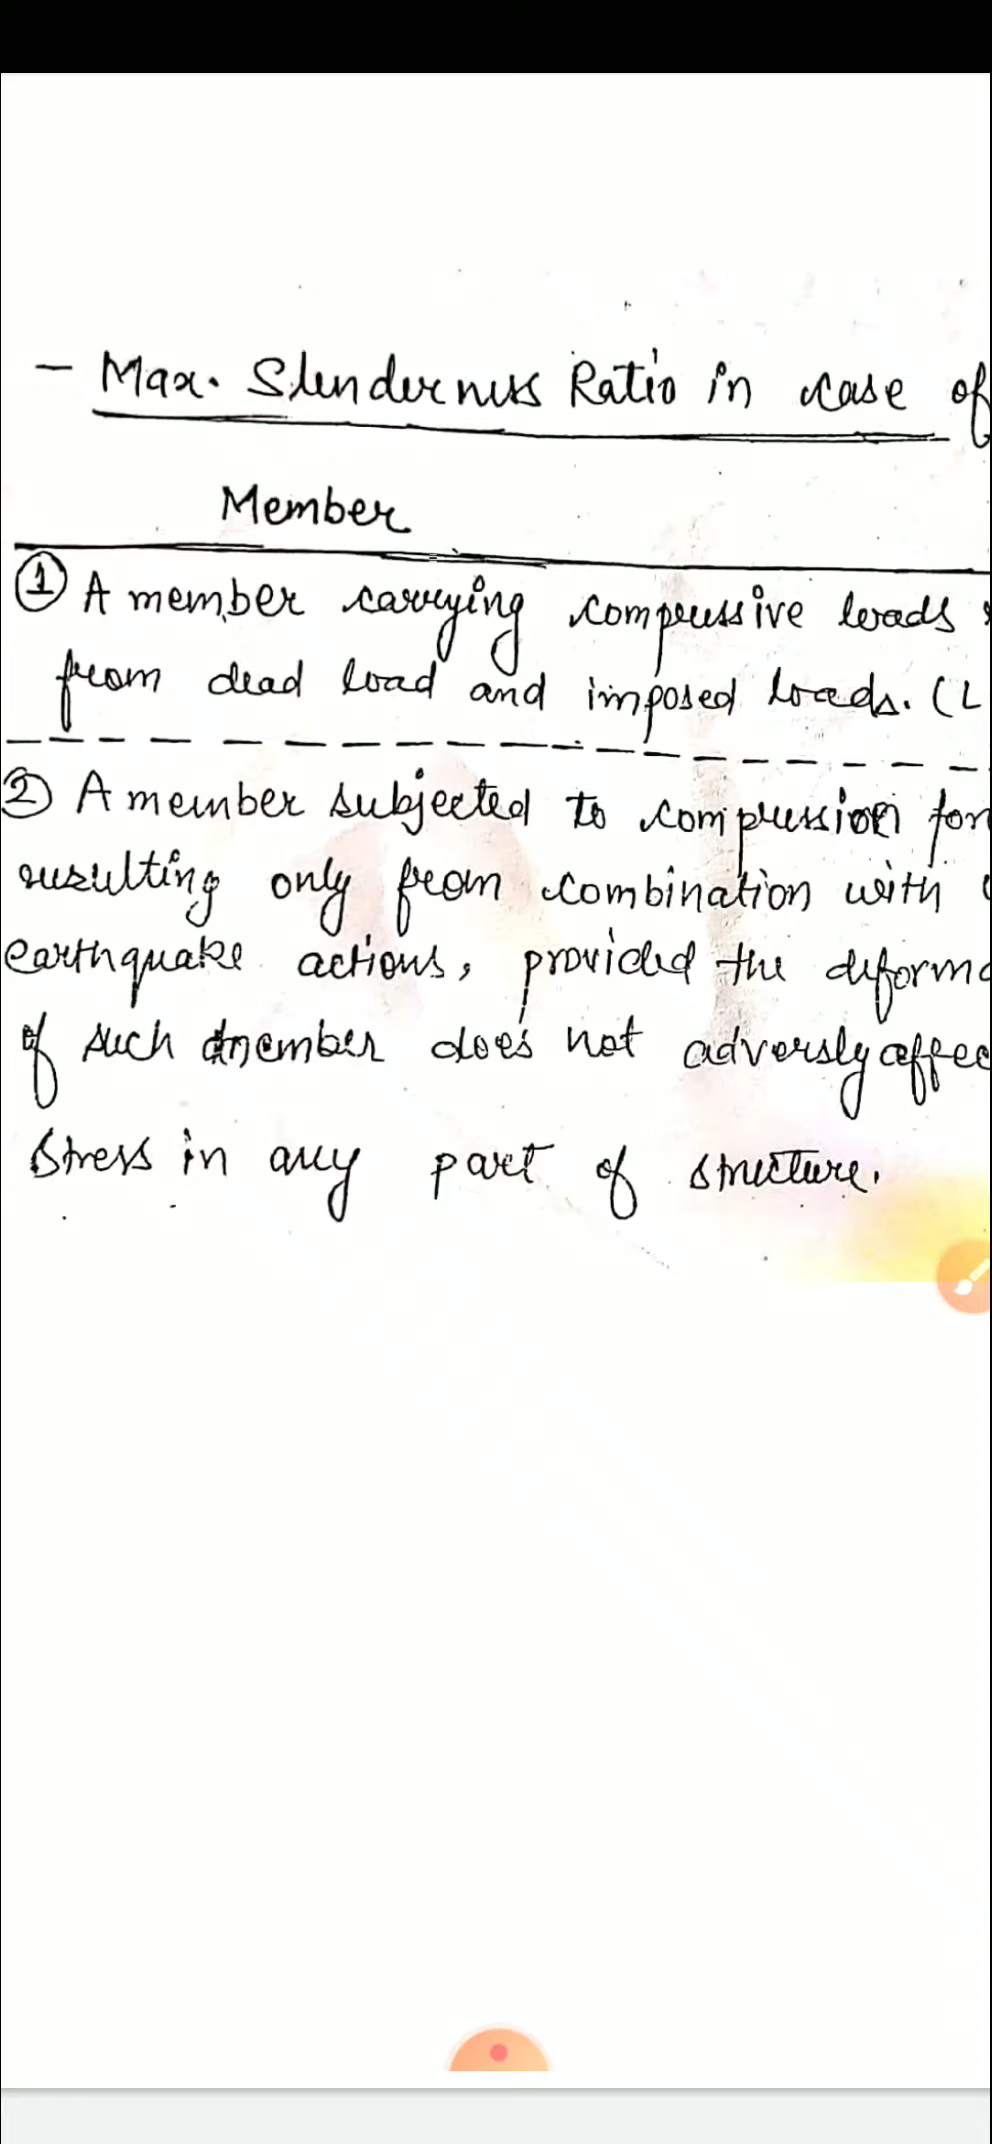 - Max. Slenderness Ratio in case of
Member
① A member carrying compressive loads
from dead load and imposed loads. (L
② A member subjected to compression for
resulting only from combination with
earthquake actions, provided the deforma
of such member does not adversly affec
stress in any part of structure.